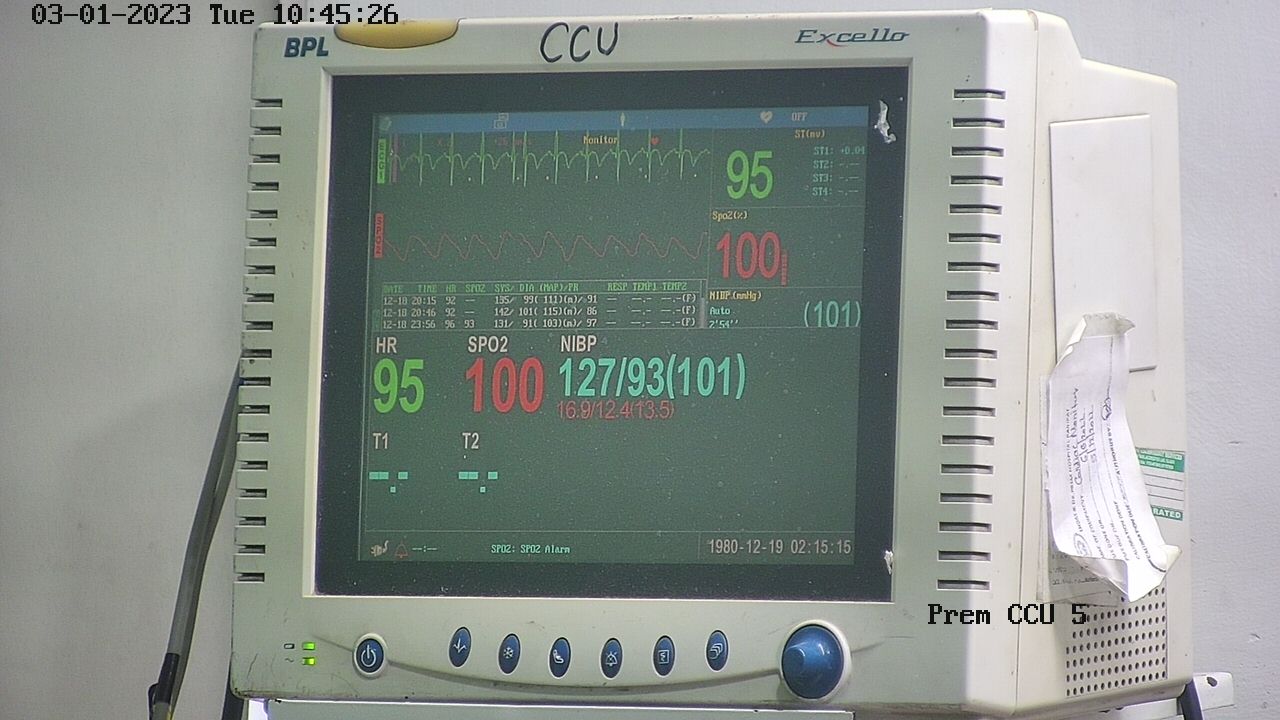 03-01-2023 Tue 10:45:26
BPL
CCU
Excello
OFF
Monitor
ST(mv)
95
ST1: +0.04
ST2: -.--
ST3: -.--
ST4: -.--
Spo2(%)
100
DATE TIME HR SPO2 SYS/ DIA (MAP)/PR RESP TEMP1 TEMP2
12-18 20:15 92 -- 135/ 99( 111)(m)/ 91 -- --.- --.-(F)
12-18 20:46 92 -- 142/ 101( 115)(m)/ 86 -- --.- --.-(F)
12-18 23:56 96 93 131/ 91( 103)(m)/ 97 -- --.- --.-(F)
NIBP(mmHg)
Auto
2'54''
(101)
HR SPO2 NIBP
95 100 127/93(101)
16.9/12.4(13.5)
T1 T2
--.- --.-
--:-- SPO2: SPO2 Alarm
1980-12-19 02:15:15
Prem CCU 5